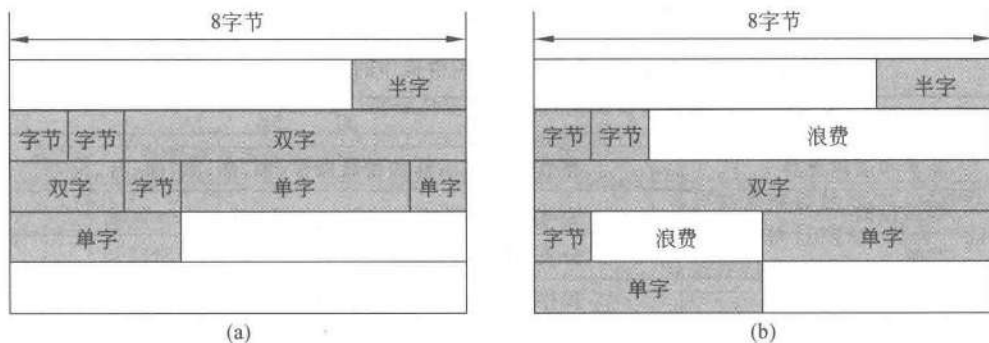 8字节
8字节
半字
字节 字节 双字
双字 字节 单字 单字
单字
(a)
半字
字节 字节 浪费
双字
字节 浪费 单字
单字
(b)